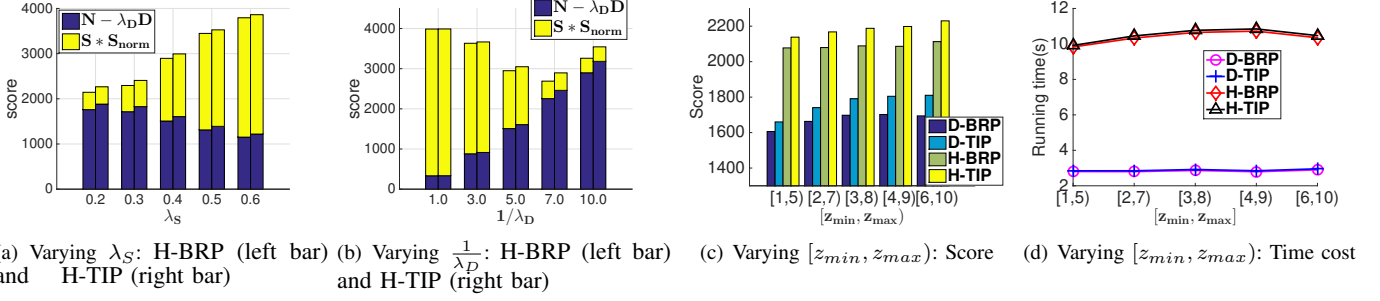 4000
3000
2000
1000
0
score
N − λ_D D
S ∗ S_norm
0.2 0.3 0.4 0.5 0.6
λ_S
4000
3000
2000
1000
0
score
N − λ_D D
S ∗ S_norm
1.0 3.0 5.0 7.0 10.0
1/λ_D
2200
2000
1800
1600
1400
Score
D-BRP
D-TIP
H-BRP
H-TIP
[1,5) [2,7) [3,8) [4,9) [6,10)
[z_min, z_max)
12
10
8
6
4
2
Running time(s)
D-BRP
D-TIP
H-BRP
H-TIP
[1,5) [2,7) [3,8) [4,9) [6,10)
[z_min, z_max]
(a) Varying λ_S: H-BRP (left bar)
and H-TIP (right bar)
(b) Varying 1/λ_D: H-BRP (left bar)
and H-TIP (right bar)
(c) Varying [z_min, z_max): Score
(d) Varying [z_min, z_max): Time cost